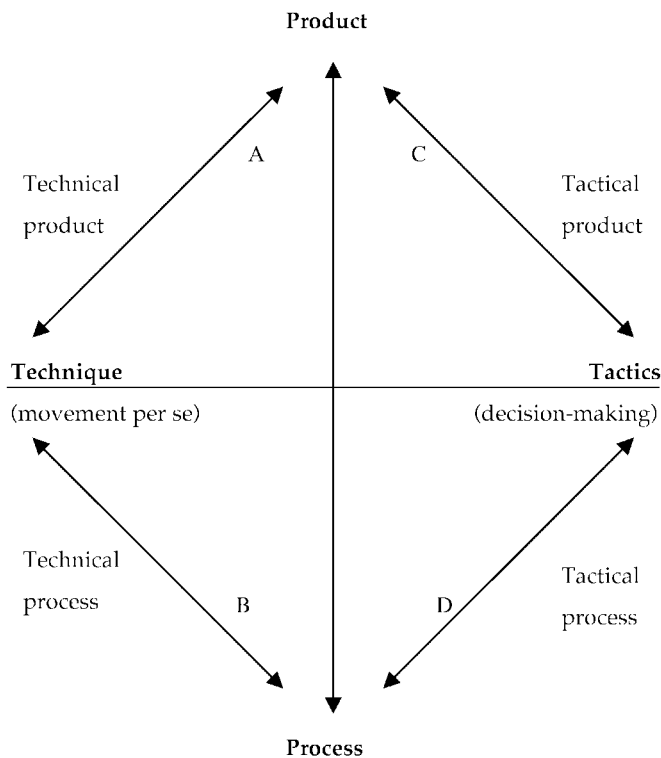 Product
A
C
Technical
product
Tactical
product
Technique
Tactics
(movement per se)
(decision-making)
Technical
process
B
D
Tactical
process
Process